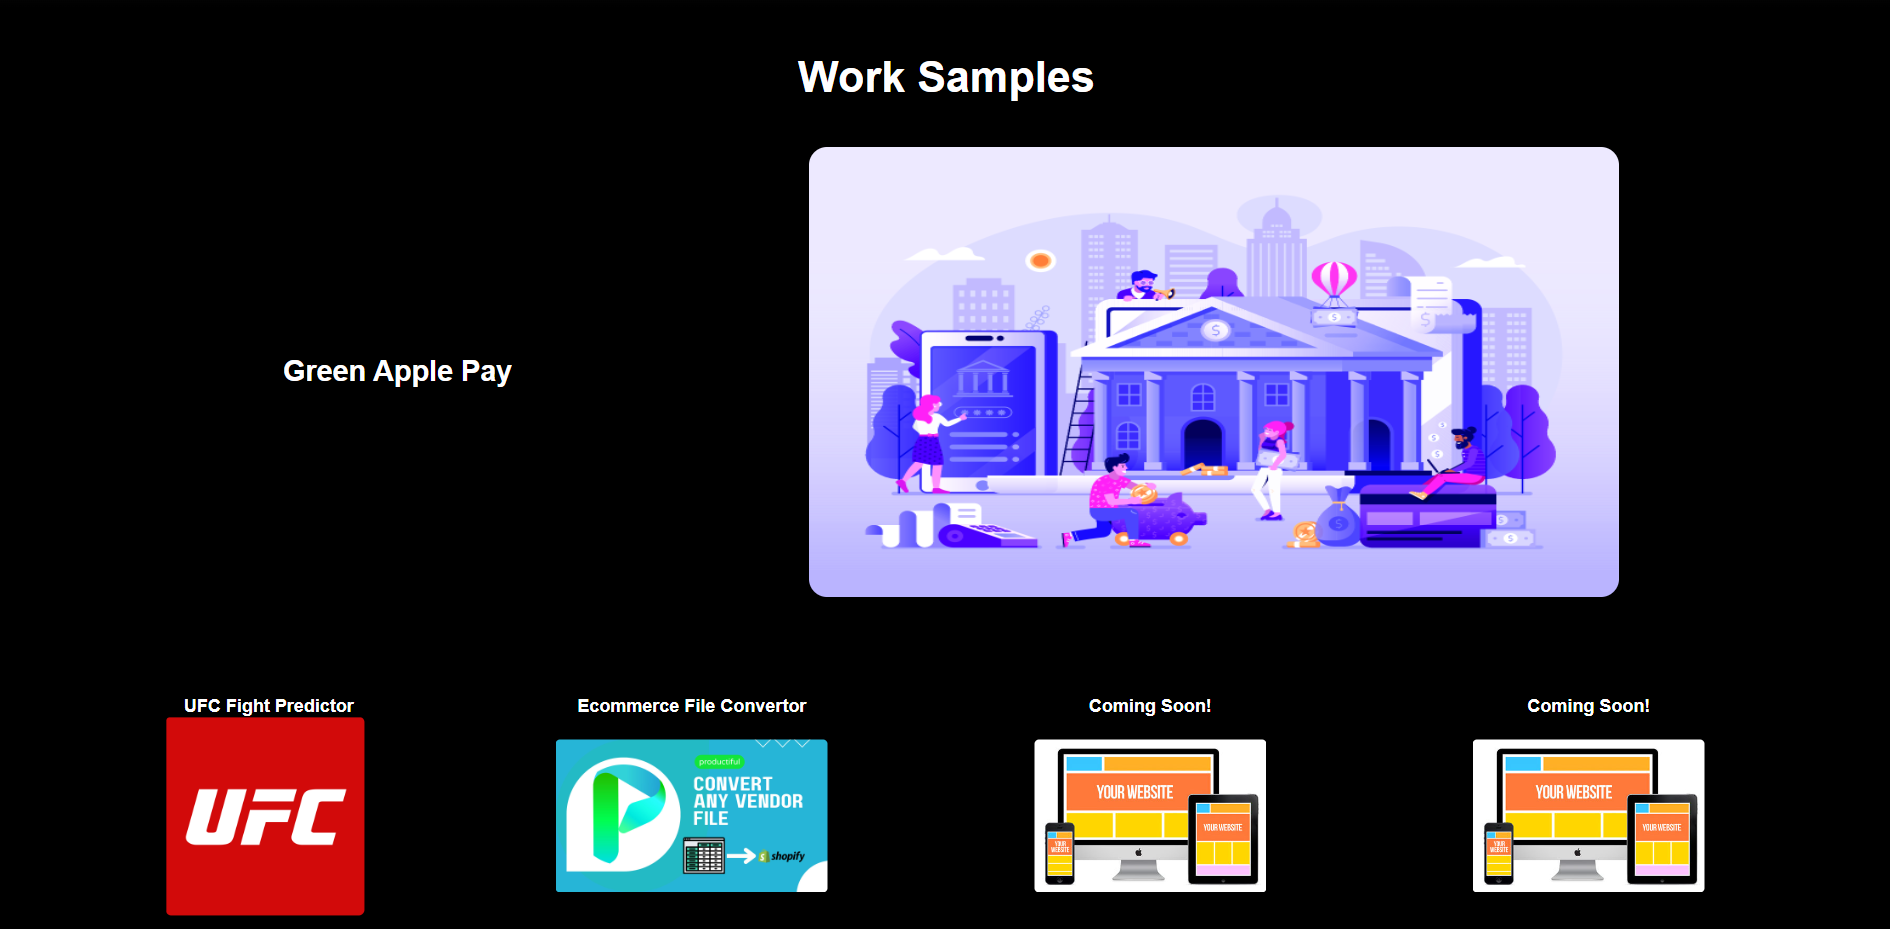 Work Samples
Green Apple Pay
UFC Fight Predictor
Ecommerce File Convertor
Coming Soon!
Coming Soon!
UFC
productiful
CONVERT
ANY VENDOR
FILE
shopify
YOUR WEBSITE
YOUR WEBSITE
YOUR
WEBSITE
YOUR WEBSITE
YOUR WEBSITE
YOUR
WEBSITE